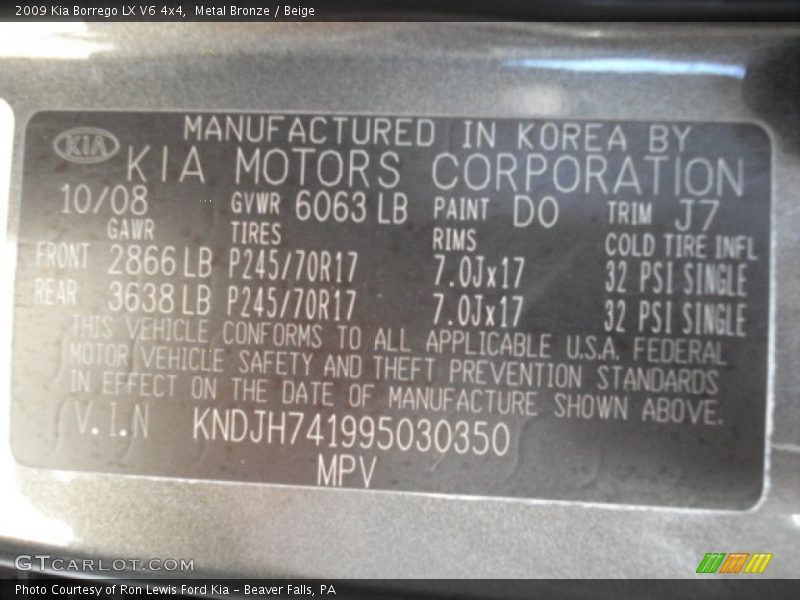 2009 Kia Borrego LX V6 4x4,  Metal Bronze / Beige
KIA
MANUFACTURED IN KOREA BY
KIA MOTORS CORPORATION
10/08 GVWR 6063 LB PAINT D0 TRIM J7
GAWR TIRES RIMS COLD TIRE INFL
FRONT 2866 LB P245/70R17 7.0Jx17 32 PSI SINGLE
REAR 3638 LB P245/70R17 7.0Jx17 32 PSI SINGLE
THIS VEHICLE CONFORMS TO ALL APPLICABLE U.S.A. FEDERAL
MOTOR VEHICLE SAFETY AND THEFT PREVENTION STANDARDS
IN EFFECT ON THE DATE OF MANUFACTURE SHOWN ABOVE.
V.I.N KNDJH741995030350
MPV
GTCARLOT.COM
Photo Courtesy of Ron Lewis Ford Kia - Beaver Falls, PA